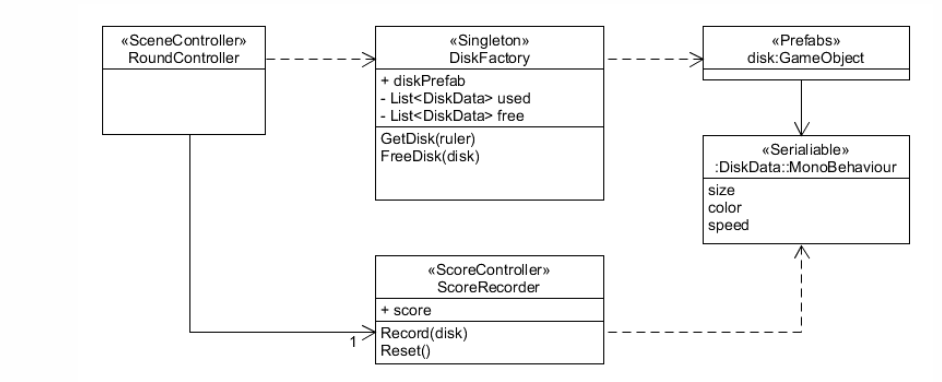 «SceneController»
RoundController
«Singleton»
DiskFactory
+ diskPrefab
- List<DiskData> used
- List<DiskData> free
GetDisk(ruler)
FreeDisk(disk)
«Prefabs»
disk:GameObject
«Serialiable»
:DiskData::MonoBehaviour
size
color
speed
«ScoreController»
ScoreRecorder
+ score
Record(disk)
Reset()
1